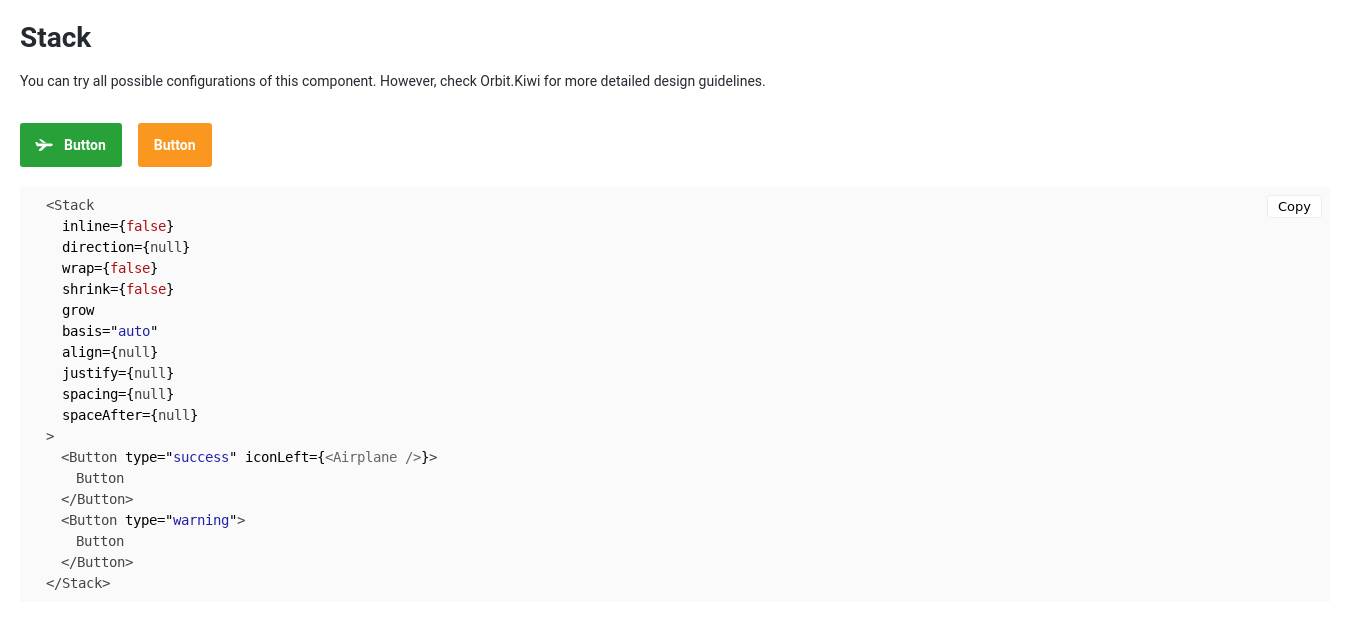 Stack
You can try all possible configurations of this component. However, check Orbit.Kiwi for more detailed design guidelines.
Button Button
Copy
<Stack
  inline={false}
  direction={null}
  wrap={false}
  shrink={false}
  grow
  basis="auto"
  align={null}
  justify={null}
  spacing={null}
  spaceAfter={null}
>
  <Button type="success" iconLeft={<Airplane />}>
    Button
  </Button>
  <Button type="warning">
    Button
  </Button>
</Stack>